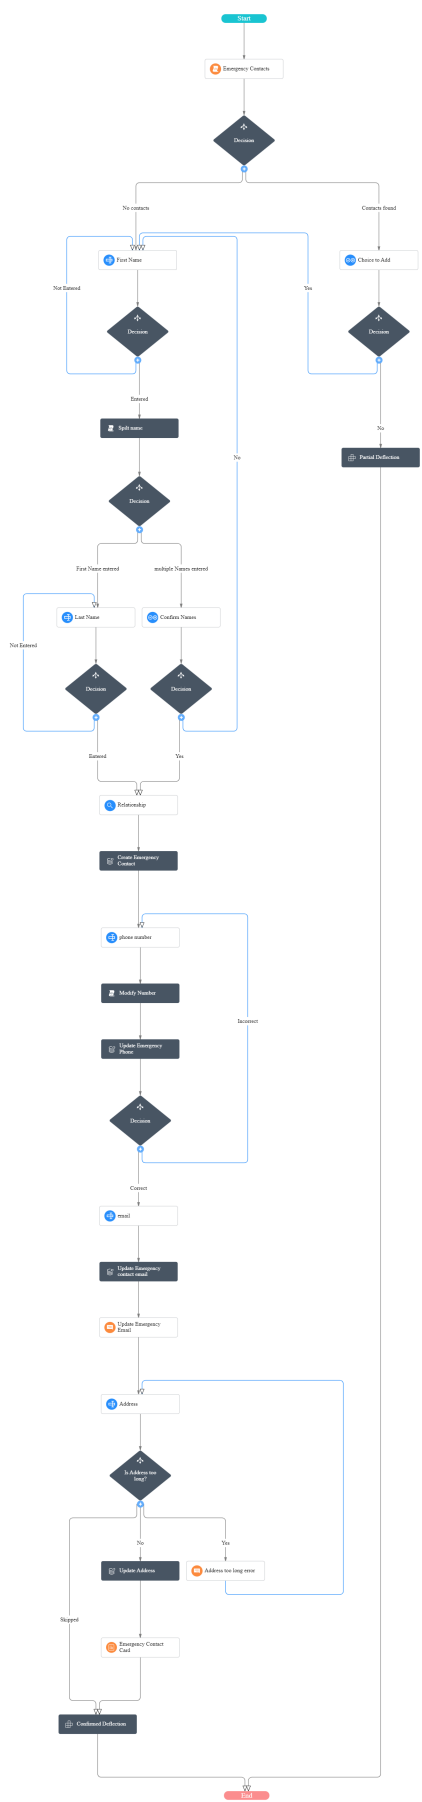 Start
Emergency Contacts
Decision
No contacts
Contacts found
First Name
Choice to Add
Not Entered
Yes
Decision
Decision
Entered
Split name
No
Partial Deflection
No
Decision
First Name entered
multiple Names entered
Last Name
Confirm Names
Not Entered
Decision
Decision
Entered
Yes
Relationship
Create Emergency
Contact
phone number
Modify Number
Incorrect
Update Emergency
Phone
Decision
Correct
email
Update Emergency
contact email
Update Emergency
Email
Address
Is Address too
long?
No
Yes
Update Address
Address too long error
Skipped
Emergency Contact
Card
Confirmed Deflection
End